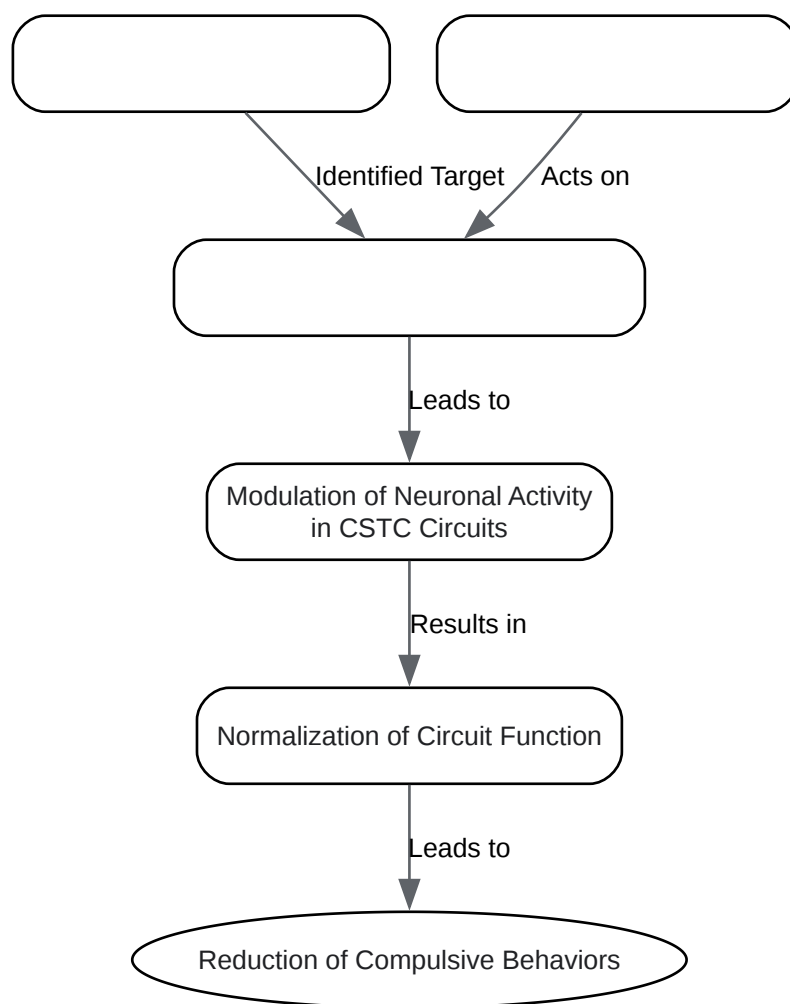 Identified Target
Acts on
Leads to
Modulation of Neuronal Activity
in CSTC Circuits
Results in
Normalization of Circuit Function
Leads to
Reduction of Compulsive Behaviors